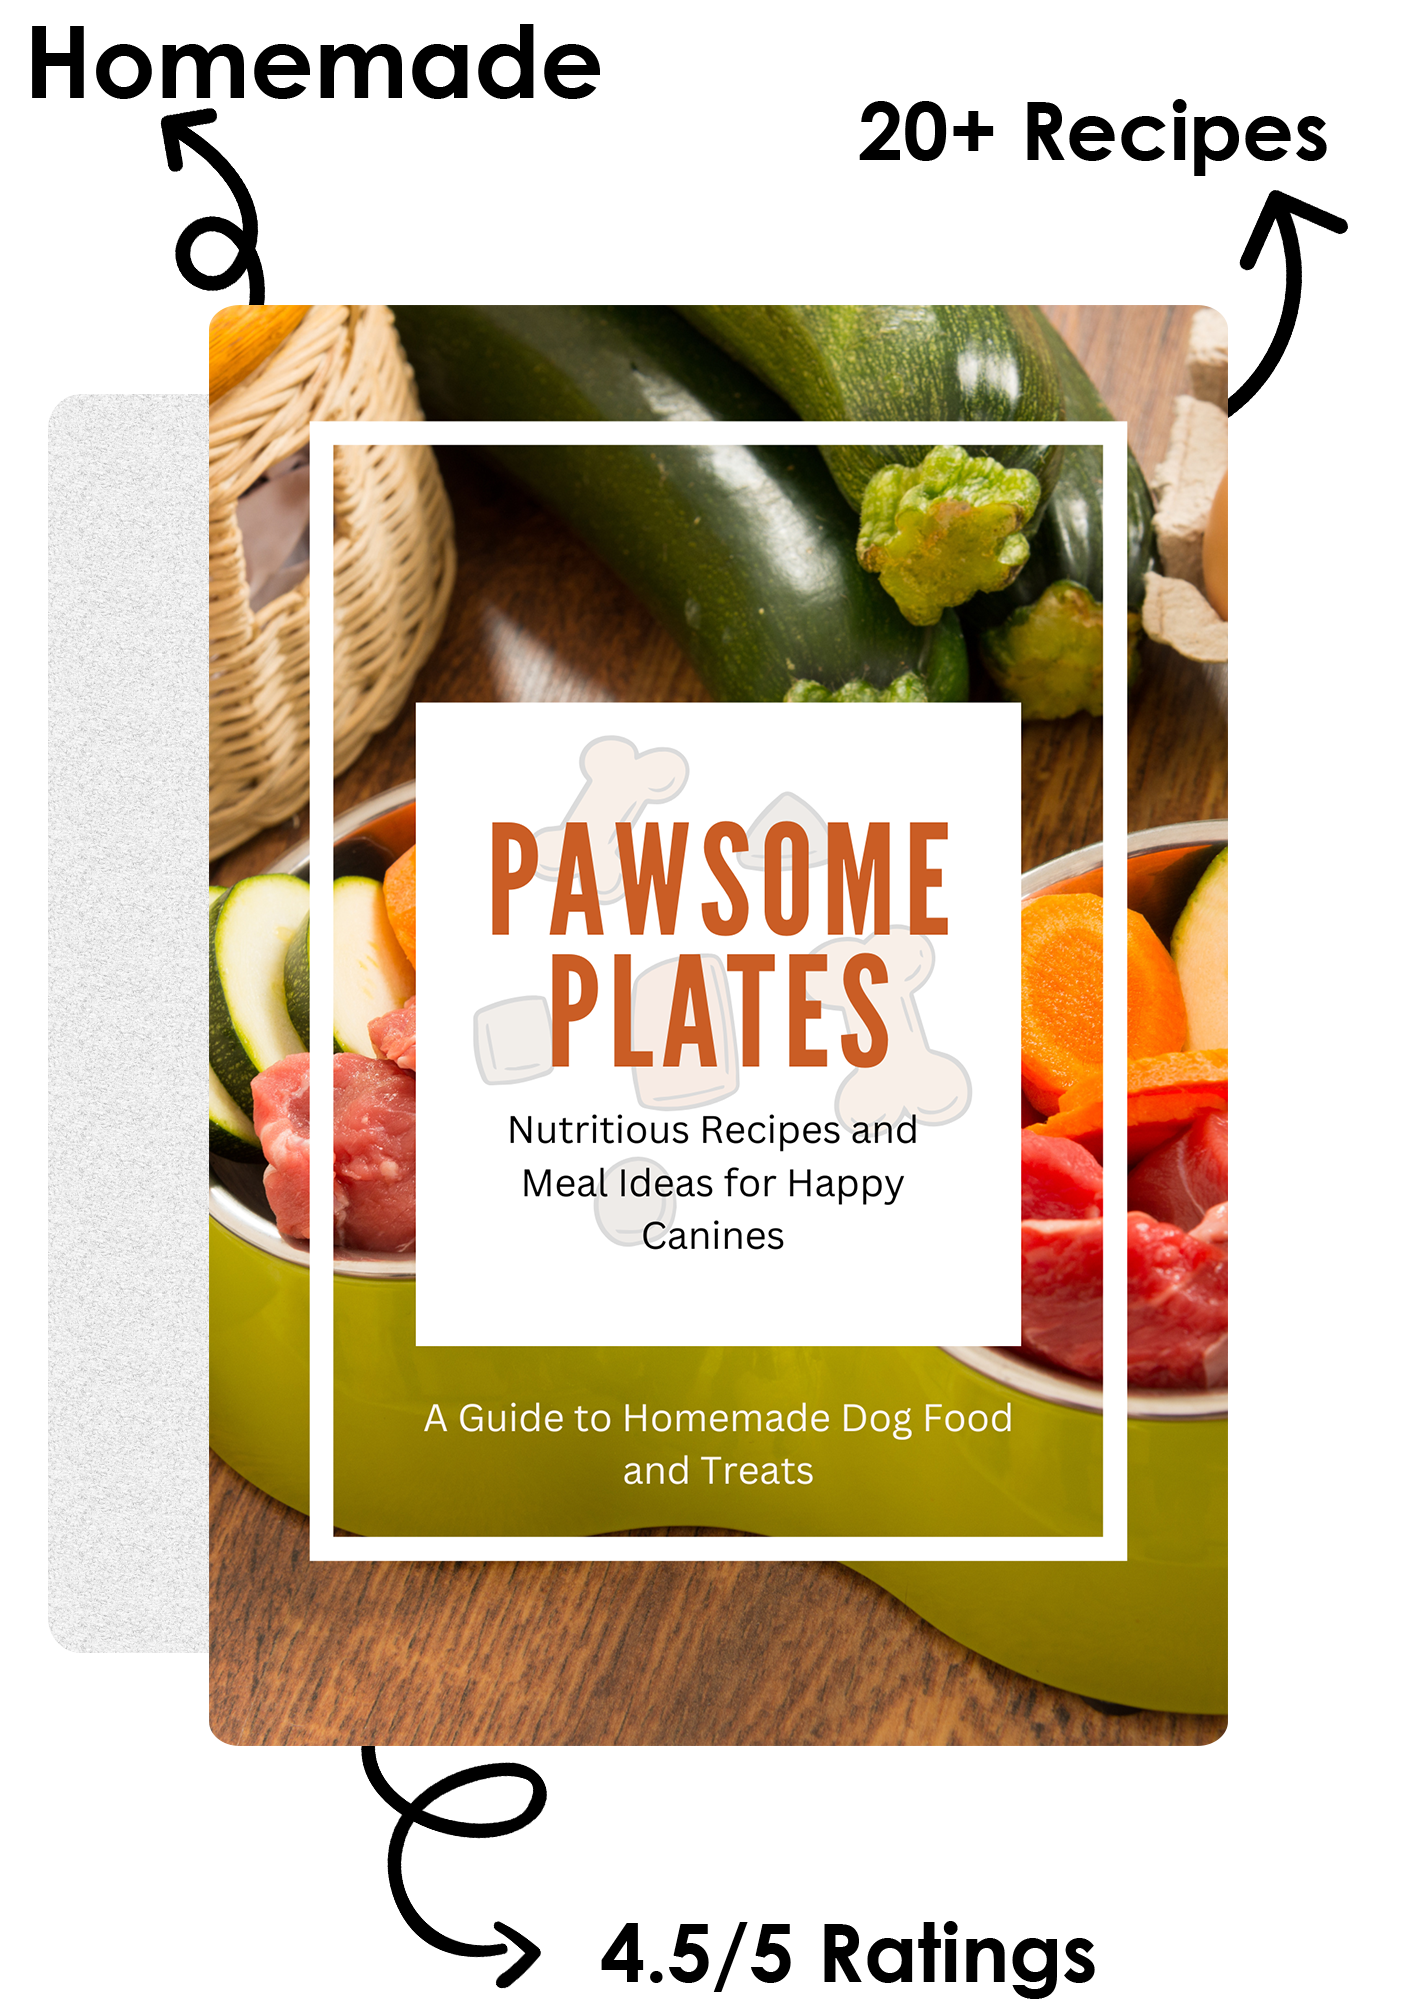 Homemade
20+ Recipes
PAWSOME
PLATES
Nutritious Recipes and
Meal Ideas for Happy
Canines
A Guide to Homemade Dog Food
and Treats
4.5/5 Ratings